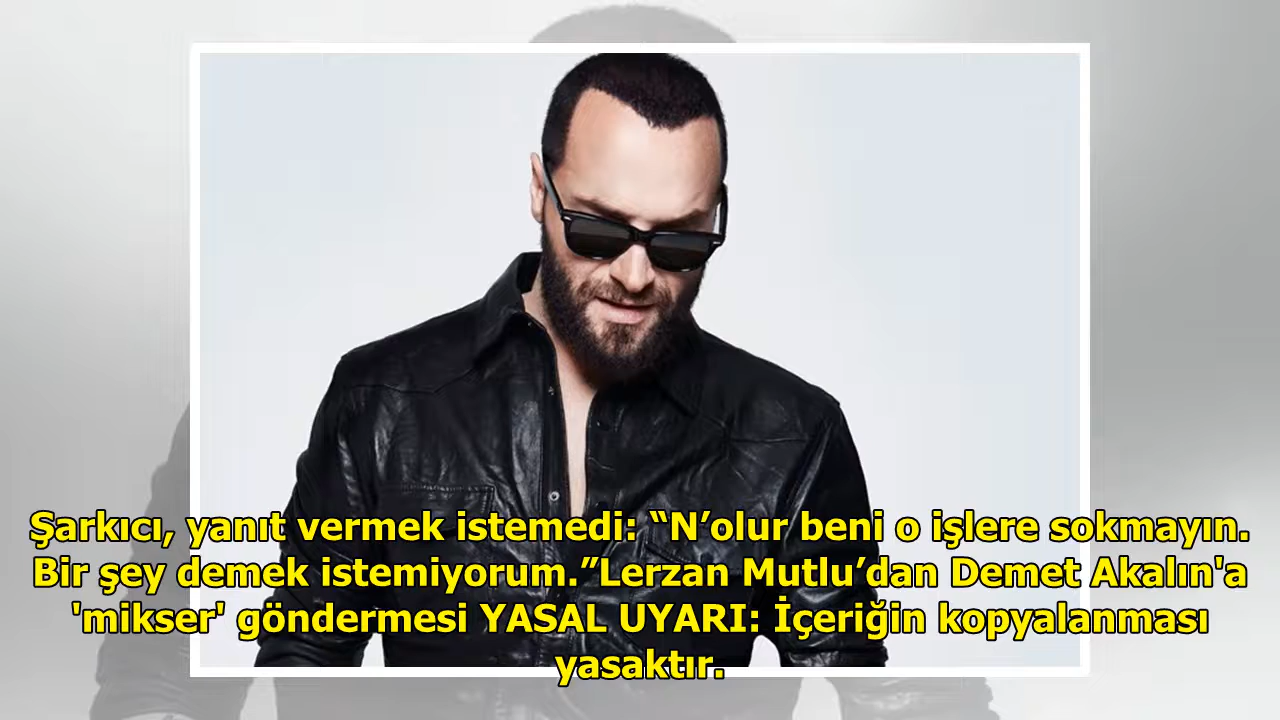 Şarkıcı, yanıt vermek istemedi: “N’olur beni o işlere sokmayın.
Bir şey demek istemiyorum.”Lerzan Mutlu’dan Demet Akalın'a
'mikser' göndermesi YASAL UYARI: İçeriğin kopyalanması
yasaktır.